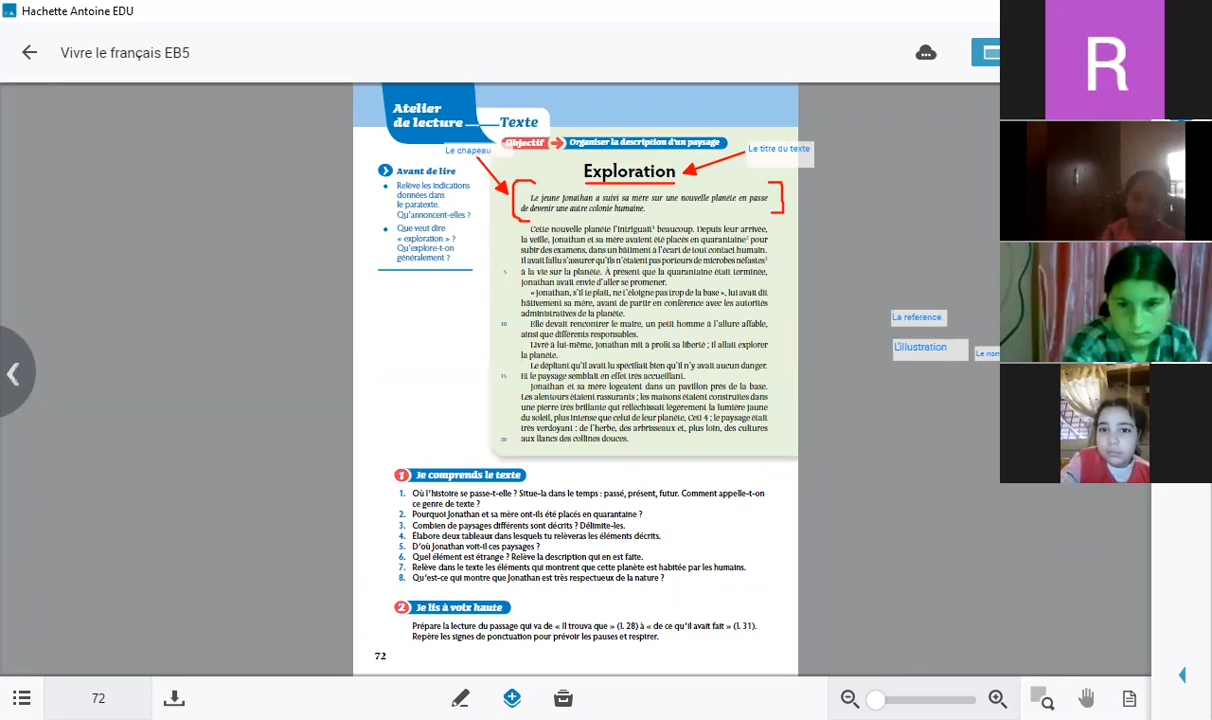 Hachette Antoine EDU
Vivre le français EB5
R
Atelier
de lecture
Texte
Objectif
Organiser la description d'un paysage
Le chapeau
Le titre du texte
Avant de lire
Relève les indications
données dans
le paratexte.
Qu'annoncent-elles ?
Que veut dire
« exploration » ?
Qu'explore-t-on
généralement ?
Exploration
Le jeune Jonathan a suivi sa mère sur une nouvelle planète en passe
de devenir une autre colonie humaine.
Cette nouvelle planète l'intriguait¹ beaucoup. Depuis leur arrivée,
la veille, Jonathan et sa mère avaient été placés en quarantaine² pour
subir des examens, dans un bâtiment à l'écart de tout contact humain.
Il avait fallu s'assurer qu'ils n'étaient pas porteurs de microbes néfastes³
5 à la vie sur la planète. À présent que la quarantaine était terminée,
Jonathan avait envie d'aller se promener.
« Jonathan, s'il te plaît, ne t'éloigne pas trop de la base », lui avait dit
hâtivement sa mère, avant de partir en conférence avec les autorités
administratives de la planète.
10 Elle devait rencontrer le maire, un petit homme à l'allure affable,
ainsi que différents responsables.
Livré à lui-même, Jonathan mit à profit sa liberté ; il allait explorer
la planète.
Le dépliant qu'il avait lu spécifiait bien qu'il n'y avait aucun danger.
15 Et le paysage semblait en effet très accueillant.
Jonathan et sa mère logeaient dans un pavillon près de la base.
Les alentours étaient rassurants ; les maisons étaient construites dans
une pierre très brillante qui réfléchissait légèrement la lumière jaune
du soleil, plus intense que celui de leur planète, Ceti 4 ; le paysage était
très verdoyant : de l'herbe, des arbrisseaux et, plus loin, des cultures
20 aux flancs des collines douces.
La reference
L'illustration
Le nom
1 Je comprends le texte
1. Où l'histoire se passe-t-elle ? Situe-la dans le temps : passé, présent, futur. Comment appelle-t-on
ce genre de texte ?
2. Pourquoi Jonathan et sa mère ont-ils été placés en quarantaine ?
3. Combien de paysages différents sont décrits ? Délimite-les.
4. Élabore deux tableaux dans lesquels tu relèveras les éléments décrits.
5. D'où Jonathan voit-il ces paysages ?
6. Quel élément est étrange ? Relève la description qui en est faite.
7. Relève dans le texte les éléments qui montrent que cette planète est habitée par les humains.
8. Qu'est-ce qui montre que Jonathan est très respectueux de la nature ?
2 Je lis à voix haute
Prépare la lecture du passage qui va de « Il trouva que » (l. 28) à « de ce qu'il avait fait » (l. 31).
Repère les signes de ponctuation pour prévoir les pauses et respirer.
72
72